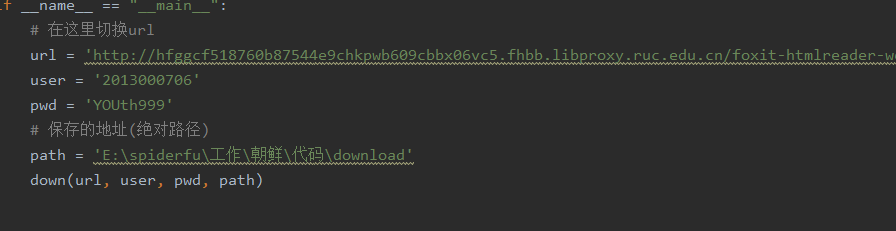 if __name__ == "__main__":
# 在这里切换url
url = 'http://hfggcf518760b87544e9chkpwb609cbbx06vc5.fhbb.libproxy.ruc.edu.cn/foxit-htmlreader-we
user = '2013000706'
pwd = 'YOUth999'
# 保存的地址(绝对路径)
path = 'E:\spiderfu\工作\朝鲜\代码\download'
down(url, user, pwd, path)